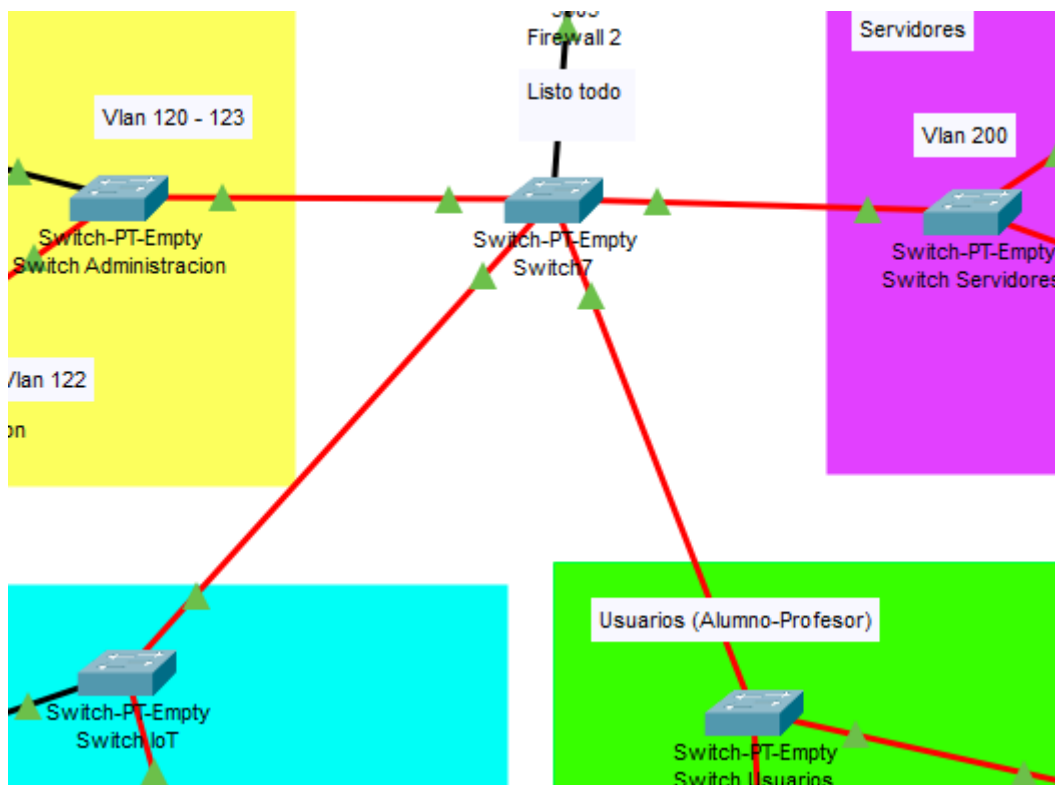 Firewall 2
Listo todo
Servidores
Vlan 120 - 123
Vlan 200
Switch-PT-Empty
Switch Administracion
Switch-PT-Empty
Switch7
Switch-PT-Empty
Switch Servidores
Vlan 122
on
Usuarios (Alumno-Profesor)
Switch-PT-Empty
Switch IoT
Switch-PT-Empty
Switch Usuarios